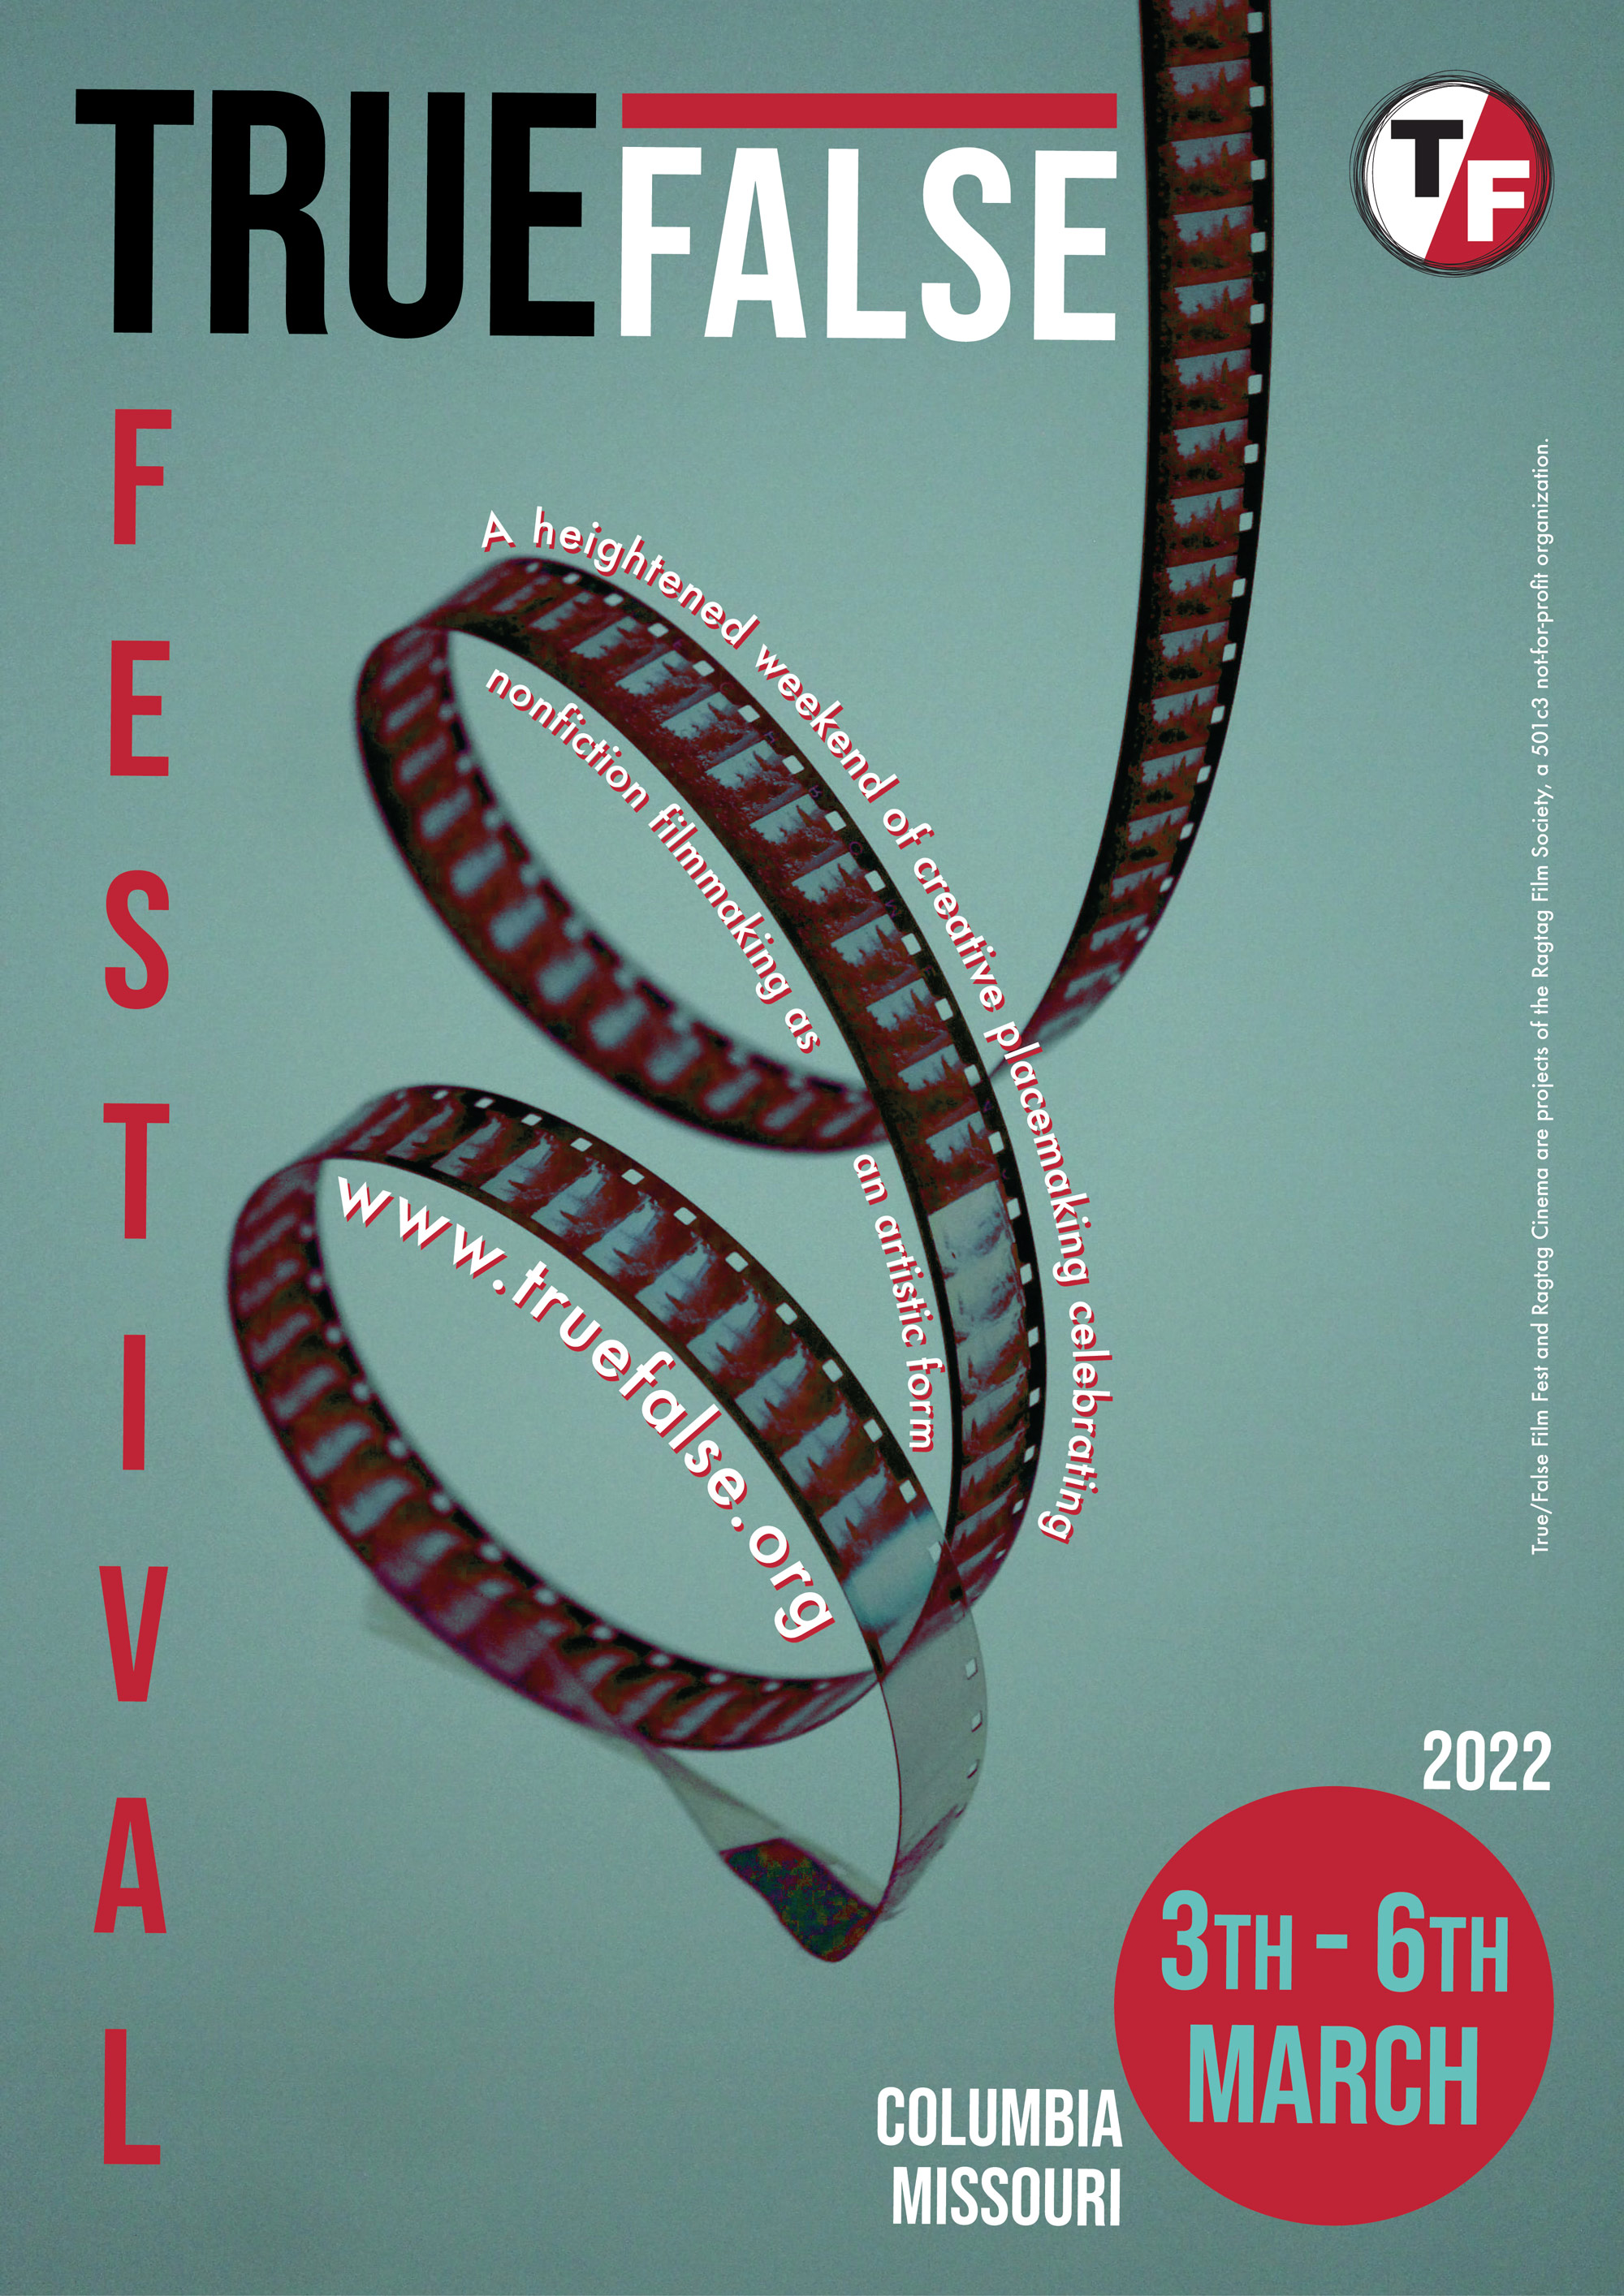 TRUE FALSE
T/F
FESTIVAL
A heightened weekend of creative placemaking celebrating
nonfiction filmmaking as an artistic form
www.truefalse.org
True/False Film Fest and Ragtag Cinema are projects of the Ragtag Film Society, a 501c3 not-for-profit organization.
2022
3TH - 6TH
MARCH
COLUMBIA
MISSOURI